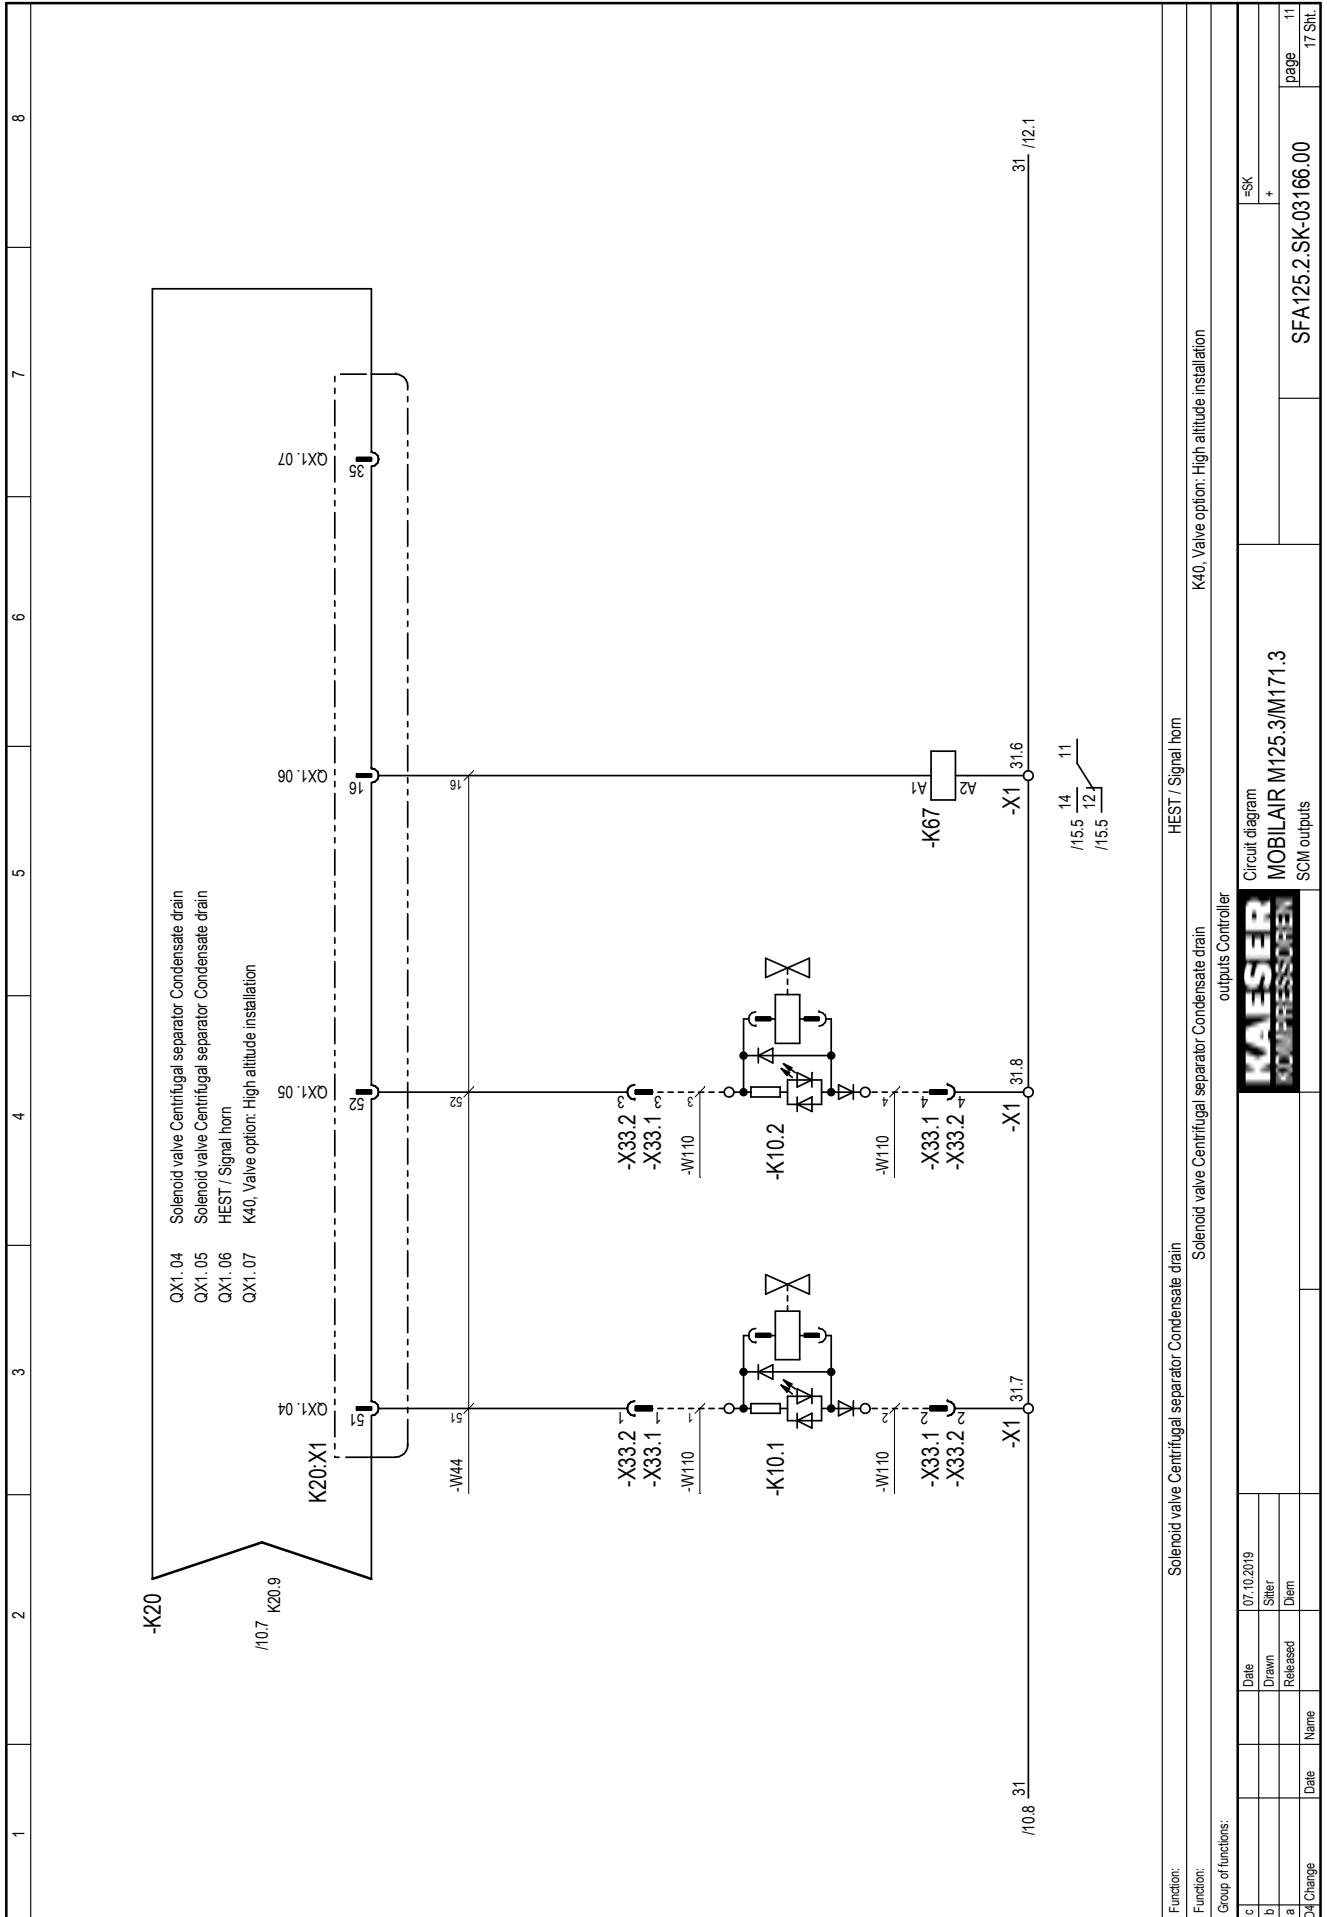 1 2 3 4 5 6 7 8
-K20
/10.7
K20.9
QX1.04 Solenoid valve Centrifugal separator Condensate drain
QX1.05 Solenoid valve Centrifugal separator Condensate drain
QX1.06 HEST / Signal horn
QX1.07 K40, Valve option: High altitude installation
K20:X1
QX1.04 QX1.05 QX1.06 QX1.07
51 52 16 35
-W44 51 52 16
-X33.2 1 -X33.2 3
-X33.1 1 -X33.1 3
-W110 1 -W110 3
-K10.1 -K10.2
-W110 2 -W110 4
-X33.1 2 -X33.1 4
-X33.2 2 -X33.2 4
-K67 A1 A2
-X1 31.7 -X1 31.8 -X1 31.6
/10.8 31 31 /12.1
/15.5 14 11
/15.5 12
Function: Solenoid valve Centrifugal separator Condensate drain HEST / Signal horn
Function: Solenoid valve Centrifugal separator Condensate drain K40, Valve option: High altitude installation
Group of functions: outputs Controller
c Date 07.10.2019
b Drawn Sitter
a Released Diem
04 Change Date Name
KAESER
KOMPRESSOREN
Circuit diagram
MOBILAIR M125.3/M171.3
SCM outputs
=SK
+
SFA125.2.SK-03166.00
page 11
17 Sht.